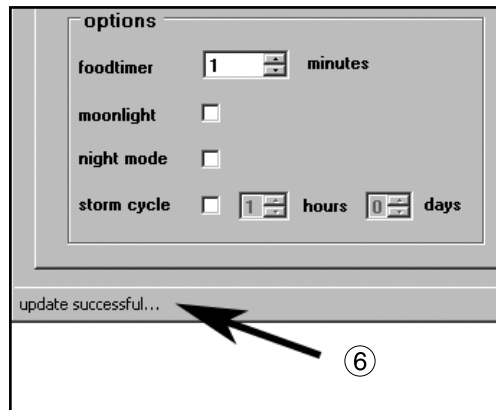 options
foodtimer 1 minutes
moonlight
night mode
storm cycle 1 hours 0 days
update successful...
⑥